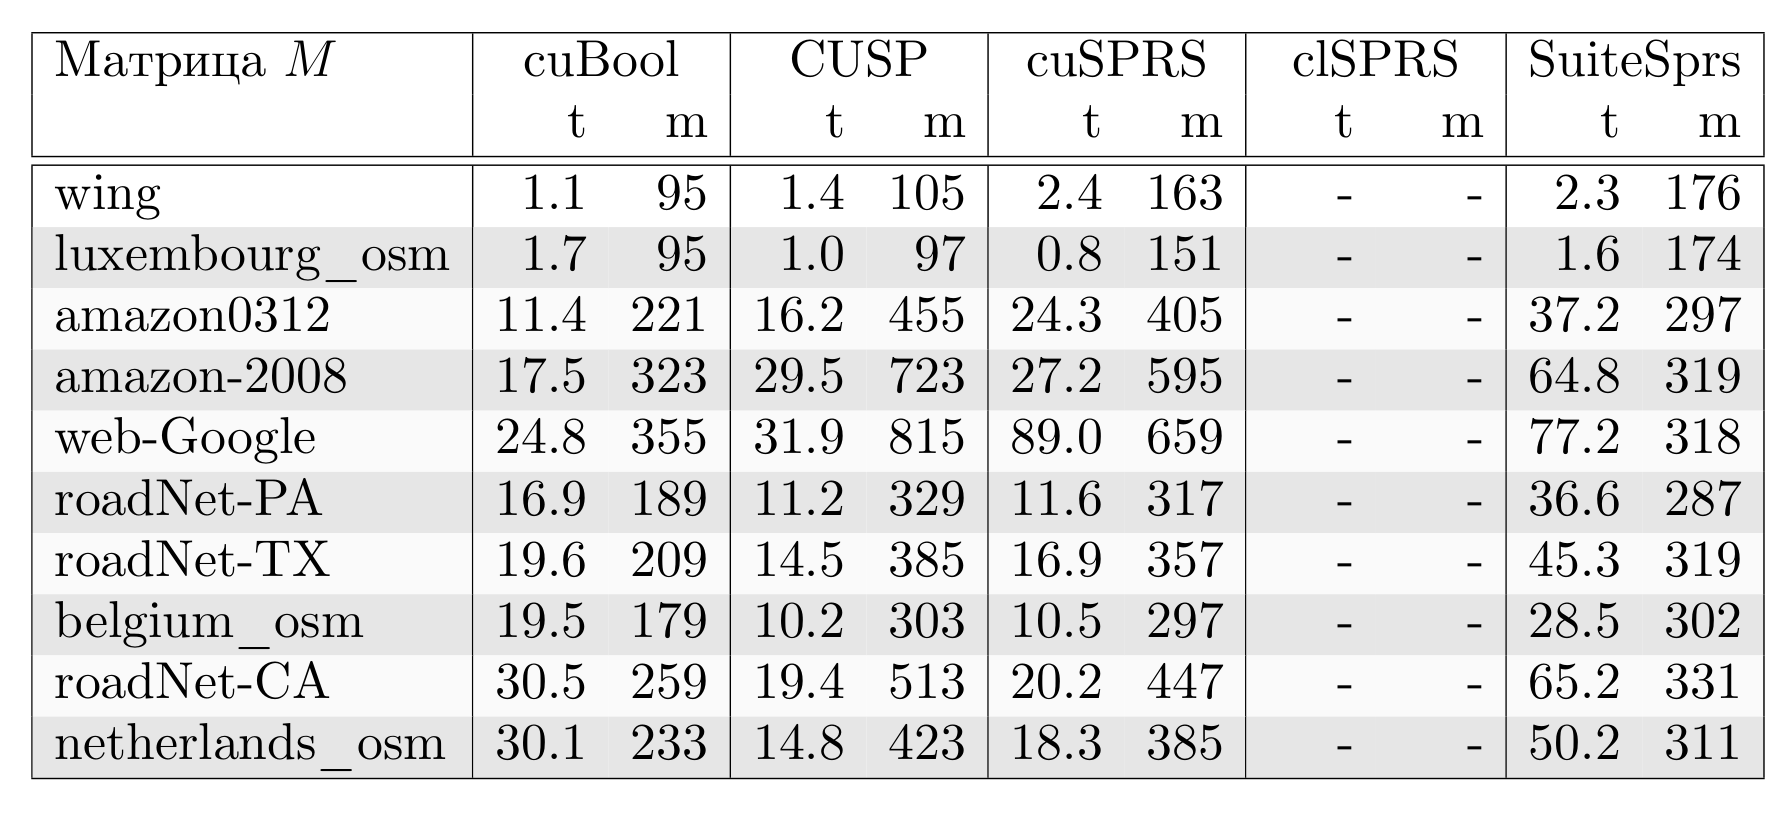 Матрица M cuBool CUSP cuSPRS clSPRS SuiteSprs
t m t m t m t m t m
wing 1.1 95 1.4 105 2.4 163 - - 2.3 176
luxembourg_osm 1.7 95 1.0 97 0.8 151 - - 1.6 174
amazon0312 11.4 221 16.2 455 24.3 405 - - 37.2 297
amazon-2008 17.5 323 29.5 723 27.2 595 - - 64.8 319
web-Google 24.8 355 31.9 815 89.0 659 - - 77.2 318
roadNet-PA 16.9 189 11.2 329 11.6 317 - - 36.6 287
roadNet-TX 19.6 209 14.5 385 16.9 357 - - 45.3 319
belgium_osm 19.5 179 10.2 303 10.5 297 - - 28.5 302
roadNet-CA 30.5 259 19.4 513 20.2 447 - - 65.2 331
netherlands_osm 30.1 233 14.8 423 18.3 385 - - 50.2 311